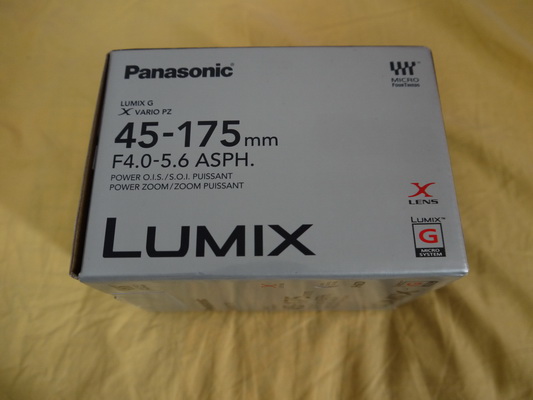 Panasonic
LUMIX G
X VARIO PZ
45-175mm
F4.0-5.6 ASPH.
POWER O.I.S./S.O.I. PUISSANT
POWER ZOOM/ZOOM PUISSANT
LUMIX
MICRO
FourThirds
X
LENS
LUMIX
G
MICRO
SYSTEM